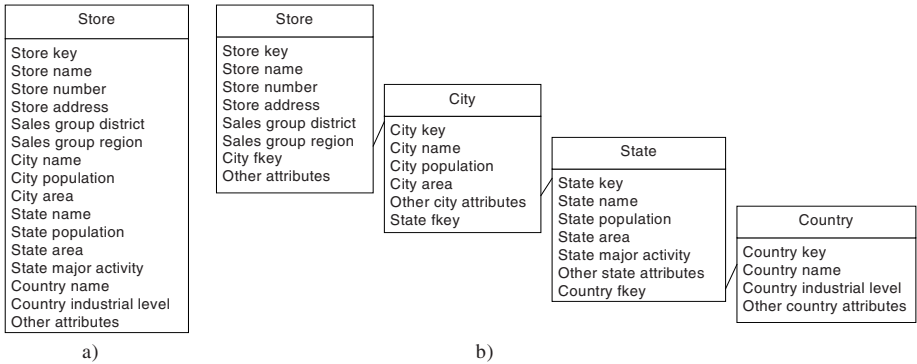 Store
Store key
Store name
Store number
Store address
Sales group district
Sales group region
City name
City population
City area
State name
State population
State area
State major activity
Country name
Country industrial level
Other attributes
a)
Store
Store key
Store name
Store number
Store address
Sales group district
Sales group region
City fkey
Other attributes
City
City key
City name
City population
City area
Other city attributes
State fkey
State
State key
State name
State population
State area
State major activity
Other state attributes
Country fkey
Country
Country key
Country name
Country industrial level
Other country attributes
b)